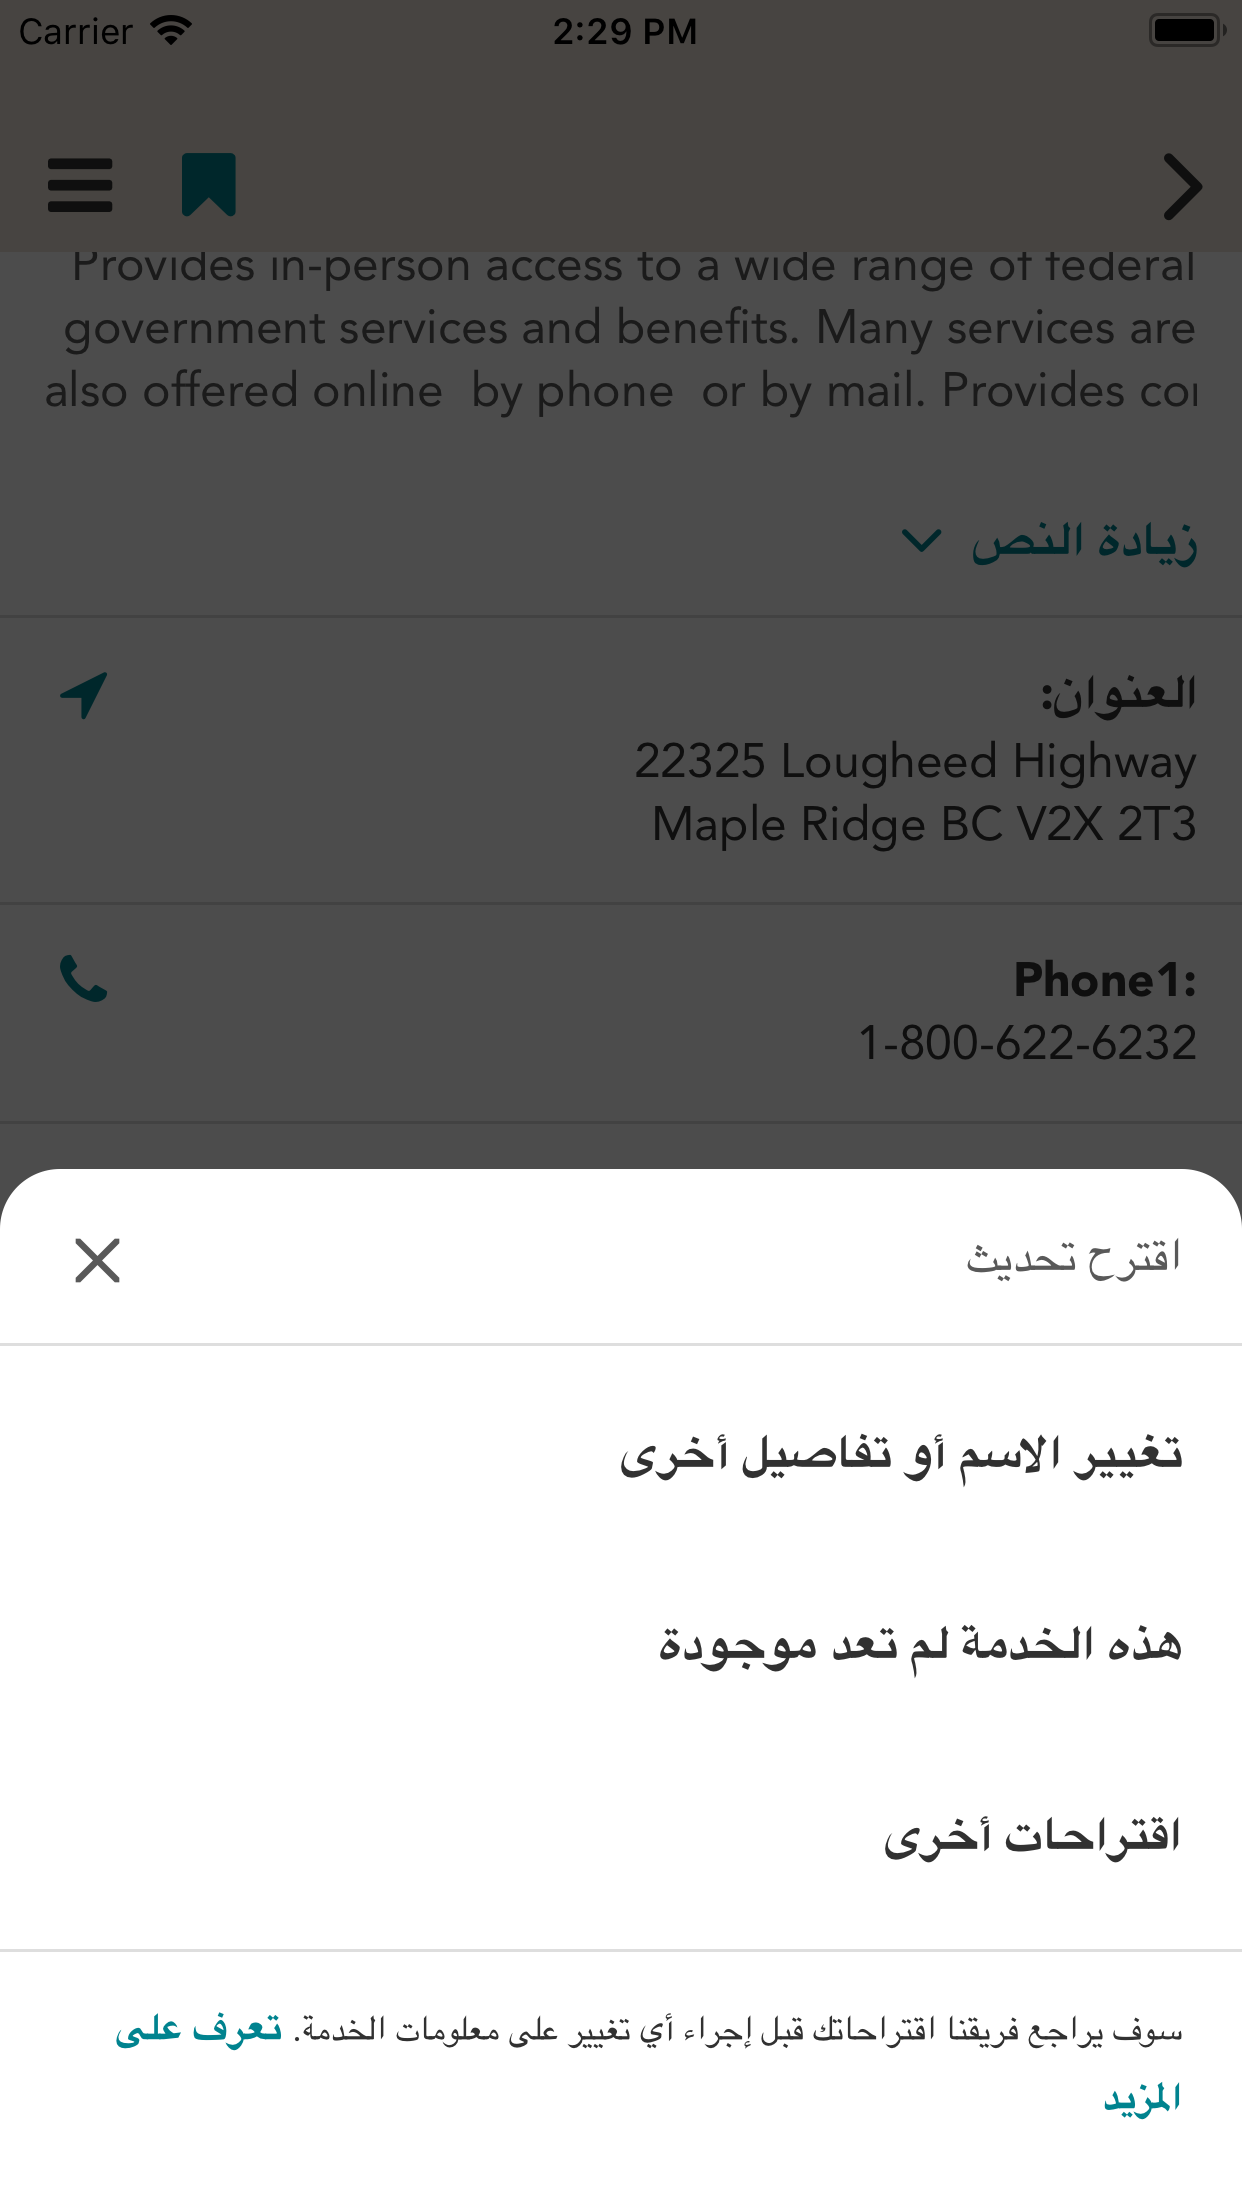 Carrier 2:29 PM
Provides in-person access to a wide range of federal
government services and benefits. Many services are
also offered online  by phone  or by mail. Provides
زيادة النص
العنوان:
22325 Lougheed Highway
Maple Ridge BC V2X 2T3
Phone1:
1-800-622-6232
اقترح تحديث
تغيير الاسم أو تفاصيل أخرى
هذه الخدمة لم تعد موجودة
اقتراحات أخرى
سوف يراجع فريقنا اقتراحاتك قبل إجراء أي تغيير على معلومات الخدمة. تعرف على
المزيد